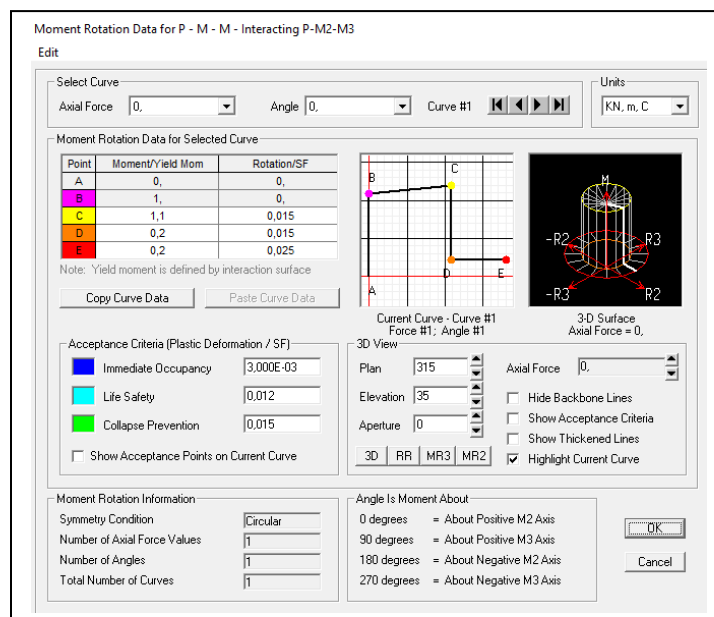 Moment Rotation Data for P - M - M - Interacting P-M2-M3
Edit
Select Curve
Axial Force 0, Angle 0, Curve #1
Units
KN, m, C
Moment Rotation Data for Selected Curve
Point Moment/Yield Mom Rotation/SF
A 0, 0,
B 1, 0,
C 1,1 0,015
D 0,2 0,015
E 0,2 0,025
Note: Yield moment is defined by interaction surface
Copy Curve Data Paste Curve Data
B C
D E
A
Current Curve - Curve #1
Force #1; Angle #1
M
-R2 R3
-R3 R2
3-D Surface
Axial Force = 0,
Acceptance Criteria (Plastic Deformation / SF)
Immediate Occupancy 3,000E-03
Life Safety 0,012
Collapse Prevention 0,015
Show Acceptance Points on Current Curve
3D View
Plan 315
Elevation 35
Aperture 0
3D RR MR3 MR2
Axial Force 0,
Hide Backbone Lines
Show Acceptance Criteria
Show Thickened Lines
Highlight Current Curve
Moment Rotation Information
Symmetry Condition Circular
Number of Axial Force Values 1
Number of Angles 1
Total Number of Curves 1
Angle Is Moment About
0 degrees = About Positive M2 Axis
90 degrees = About Positive M3 Axis
180 degrees = About Negative M2 Axis
270 degrees = About Negative M3 Axis
OK
Cancel